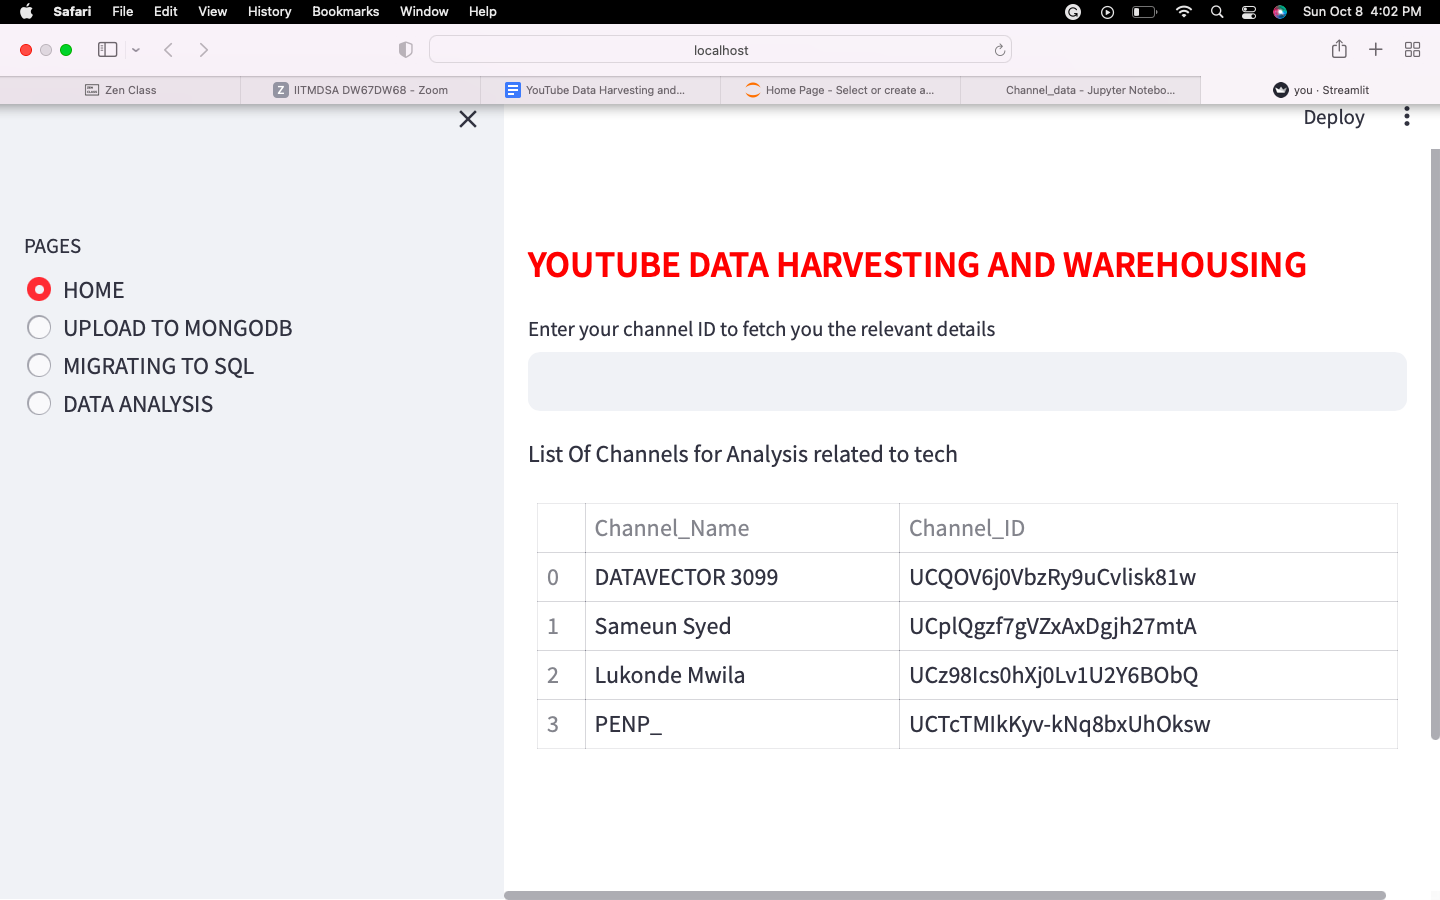 Safari File Edit View History Bookmarks Window Help Sun Oct 8 4:02 PM
localhost
Zen Class
Z IITMDSA DW67DW68 - Zoom
YouTube Data Harvesting and...
Home Page - Select or create a...
Channel_data - Jupyter Notebo...
you · Streamlit
Deploy
PAGES
HOME
UPLOAD TO MONGODB
MIGRATING TO SQL
DATA ANALYSIS
YOUTUBE DATA HARVESTING AND WAREHOUSING
Enter your channel ID to fetch you the relevant details
List Of Channels for Analysis related to tech
Channel_Name Channel_ID
0 DATAVECTOR 3099 UCQOV6j0VbzRy9uCvlisk81w
1 Sameun Syed UCplQgzf7gVZxAxDgjh27mtA
2 Lukonde Mwila UCz98Ics0hXj0Lv1U2Y6BObQ
3 PENP_ UCTcTMIkKyv-kNq8bxUhOksw